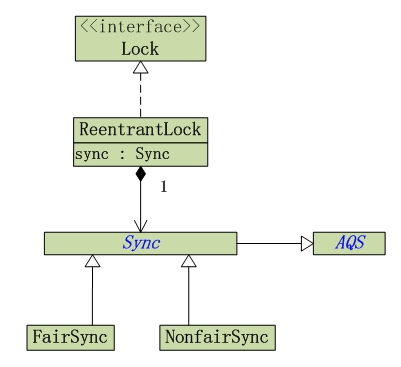 <<interface>>
Lock
ReentrantLock
sync : Sync
1
Sync
AQS
FairSync
NonfairSync